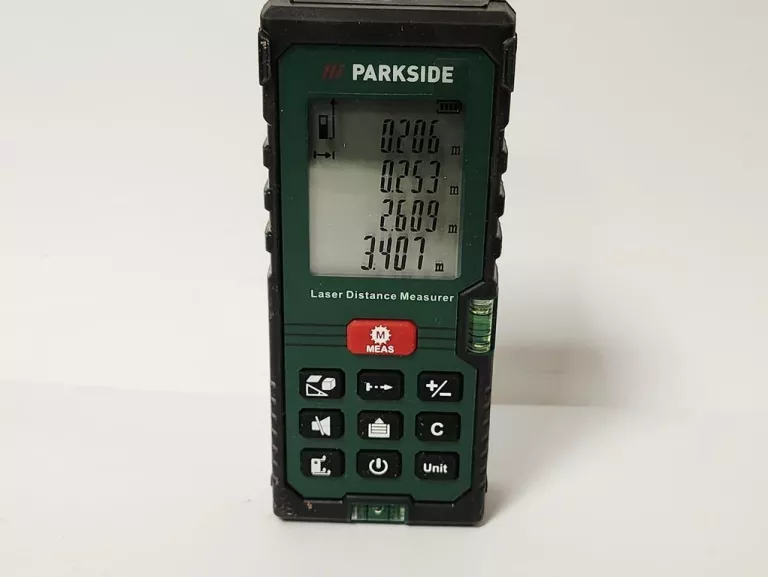 PARKSIDE
0.206 m
0.253 m
2.609 m
3.407 m
Laser Distance Measurer
M
MEAS
+/-
C
Unit